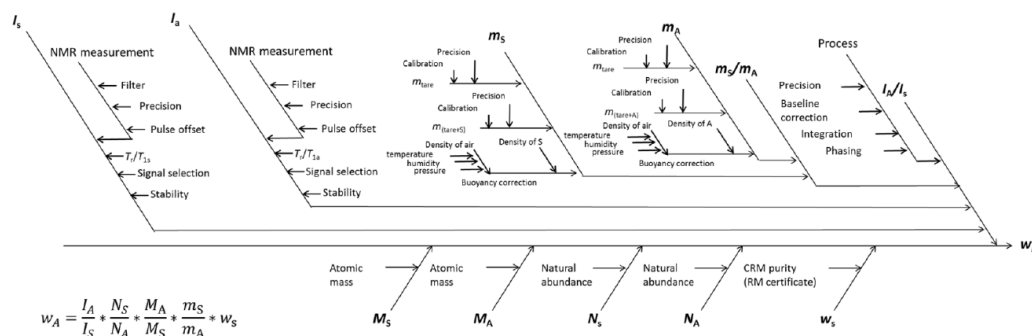 I_s
I_a
NMR measurement
Filter
Precision
Pulse offset
T_r/T_1s
Signal selection
Stability
NMR measurement
Filter
Precision
Pulse offset
T_r/T_1a
Signal selection
Stability
m_S
Precision
Calibration
m_tare
Precision
Calibration
m_(tare+S)
Density of air
Density of S
temperature
humidity
pressure
Buoyancy correction
m_A
Precision
Calibration
m_tare
Precision
Calibration
m_(tare+A)
Density of air
Density of A
temperature
humidity
pressure
Buoyancy correction
m_S/m_A
Process
I_A/I_s
Precision
Baseline
correction
Integration
Phasing
Atomic
mass
Atomic
mass
Natural
abundance
Natural
abundance
CRM purity
(RM certificate)
M_S
M_A
N_s
N_A
w_s
w_A = I_A/I_S * N_S/N_A * M_A/M_S * m_S/m_A * w_S